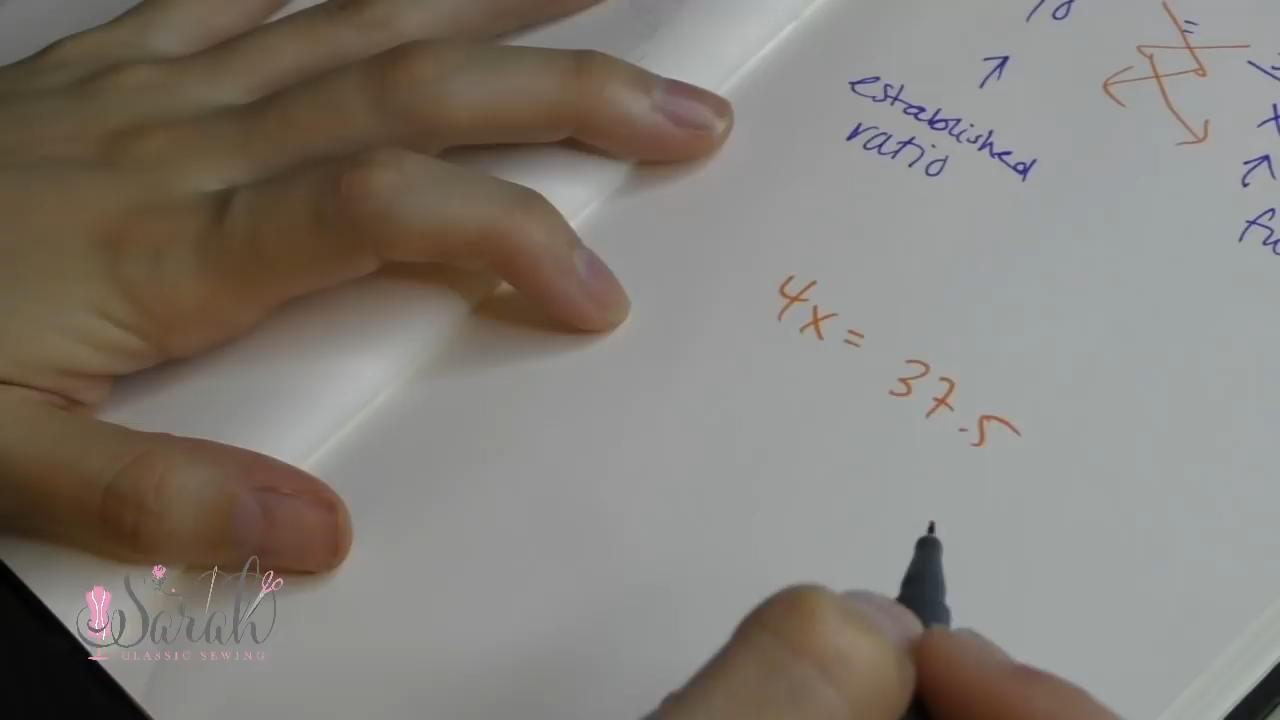 established
ratio
4x = 37.5
Sarah
CLASSIC SEWING